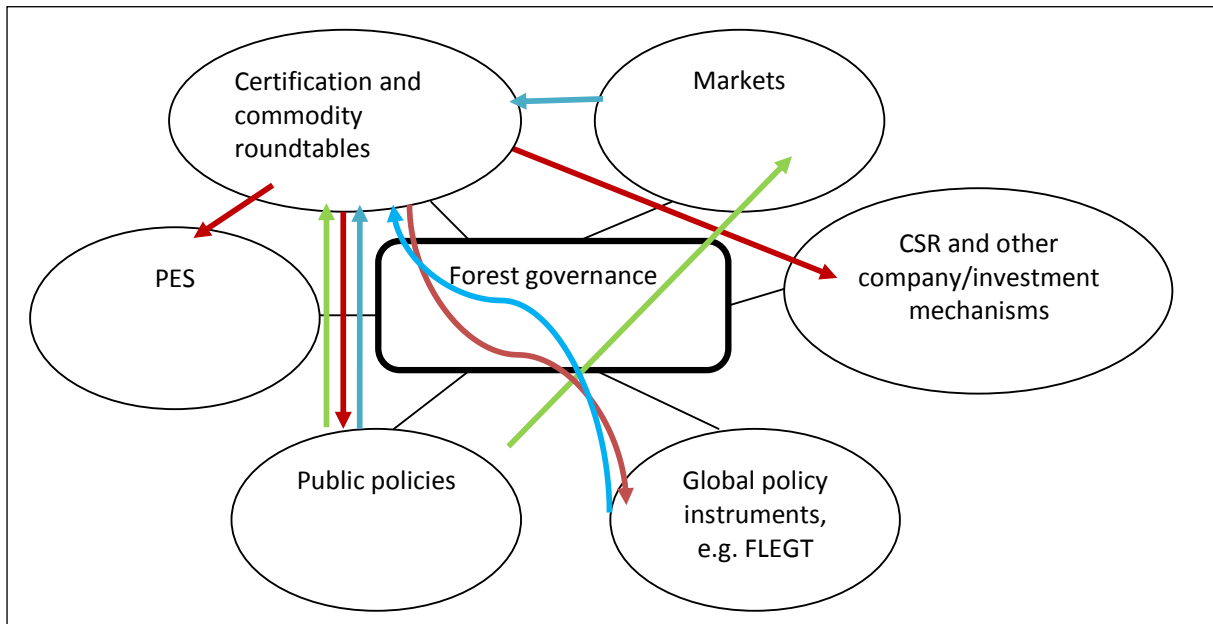 Certification and
commodity
roundtables
Markets
PES
Forest governance
CSR and other
company/investment
mechanisms
Public policies
Global policy
instruments,
e.g. FLEGT